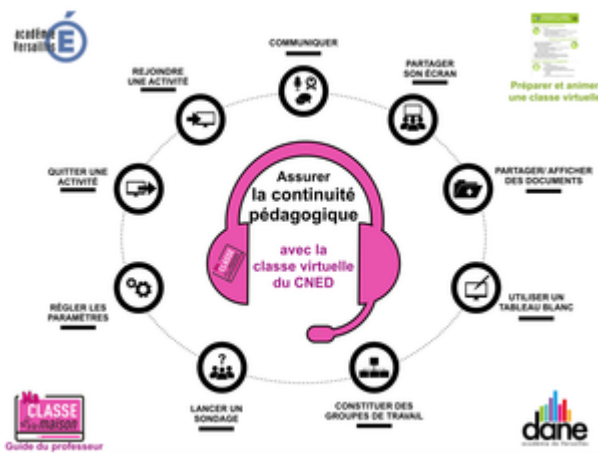 académie
Versailles
COMMUNIQUER
REJOINDRE
UNE ACTIVITÉ
PARTAGER
SON ÉCRAN
Préparer et animer
une classe virtuelle
QUITTER UNE
ACTIVITÉ
Assurer
la continuité
pédagogique
avec la
classe virtuelle
du CNED
CLASSE
PARTAGER/ AFFICHER
DES DOCUMENTS
RÉGLER LES
PARAMÈTRES
UTILISER UN
TABLEAU BLANC
LANCER UN
SONDAGE
CONSTITUER DES
GROUPES DE TRAVAIL
Ma
CLASSE
à la maison
Guide du professeur
dane
académie de Versailles